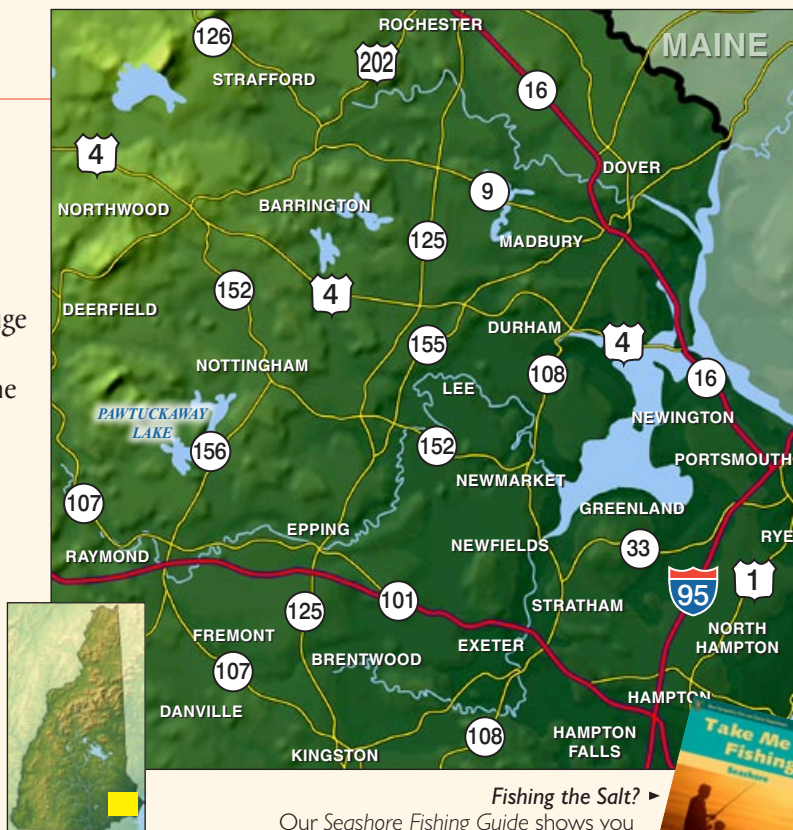 ROCHESTER
126
MAINE
202
STRAFFORD
16
4
DOVER
9
NORTHWOOD
BARRINGTON
125
MADBURY
152
4
DEERFIELD
DURHAM
4
155
NOTTINGHAM
108
16
LEE
PAWTUCKAWAY
LAKE
NEWINGTON
156
152
PORTSMOUTH
NEWMARKET
107
GREENLAND
EPPING
RYE
RAYMOND
NEWFIELDS
33
1
95
125
101
STRATHAM
NORTH
HAMPTON
FREMONT
EXETER
BRENTWOOD
107
HAMPTON
DANVILLE
108
HAMPTON
FALLS
KINGSTON
Take Me
Fishing
Seashore
Fishing the Salt? ►
Our Seashore Fishing Guide shows you